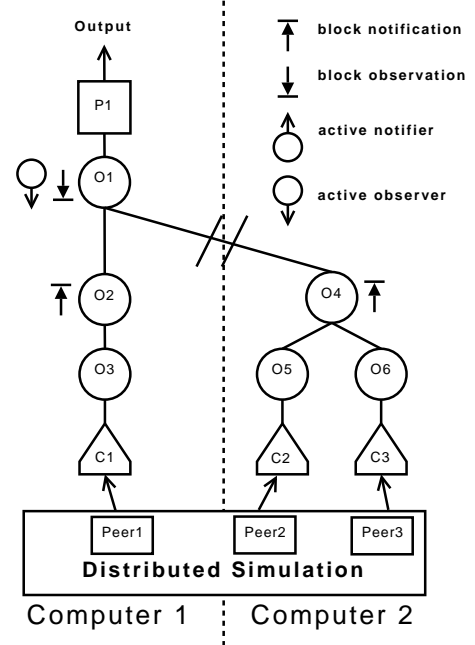 Output
block notification
block observation
active notifier
active observer
P1
O1
O2
O4
O3
O5
O6
C1
C2
C3
Peer1
Peer2
Peer3
Distributed Simulation
Computer 1
Computer 2